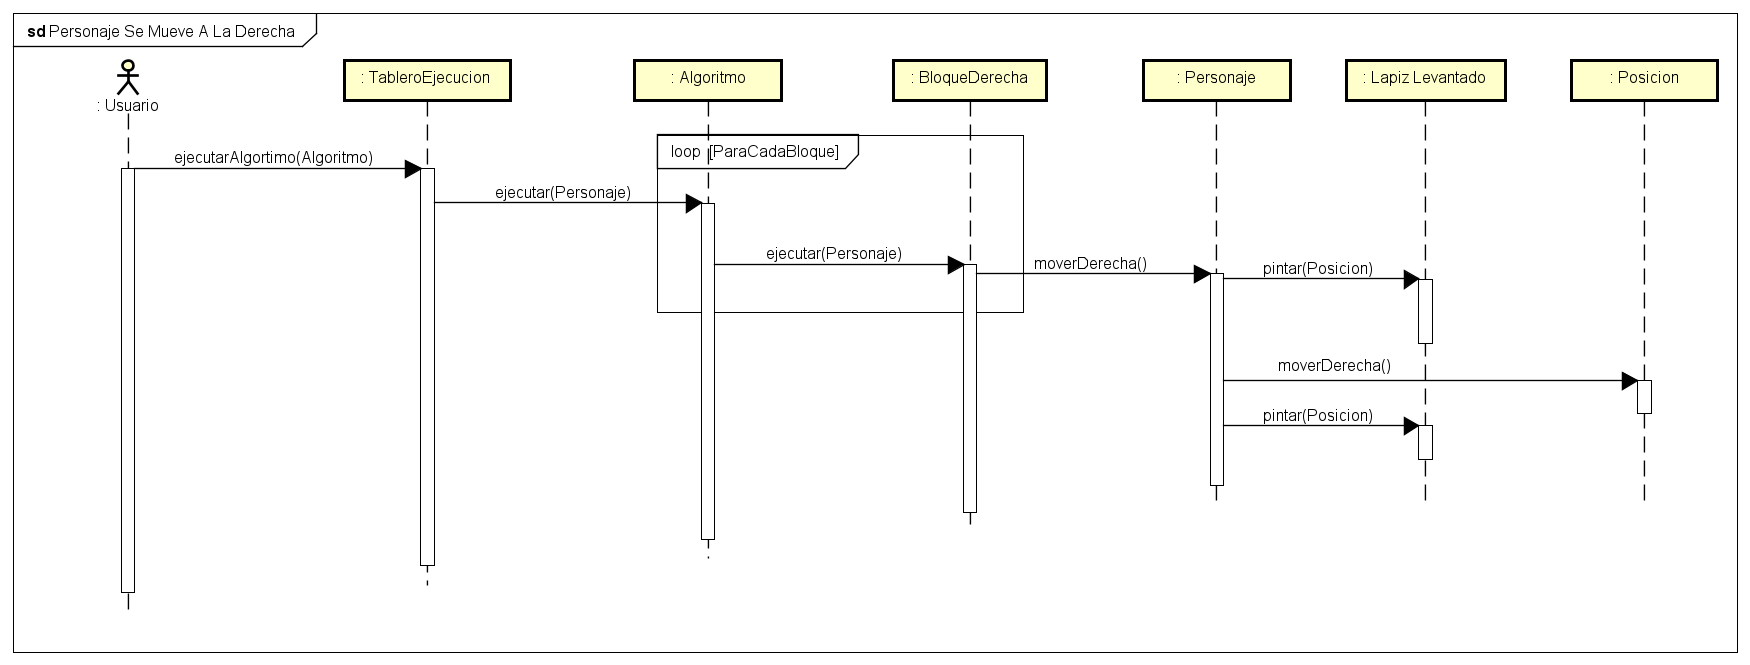 sd Personaje Se Mueve A La Derecha
: Usuario
: TableroEjecucion
: Algoritmo
: BloqueDerecha
: Personaje
: Lapiz Levantado
: Posicion
loop [ParaCadaBloque]
ejecutarAlgortimo(Algoritmo)
ejecutar(Personaje)
ejecutar(Personaje)
moverDerecha()
pintar(Posicion)
moverDerecha()
pintar(Posicion)